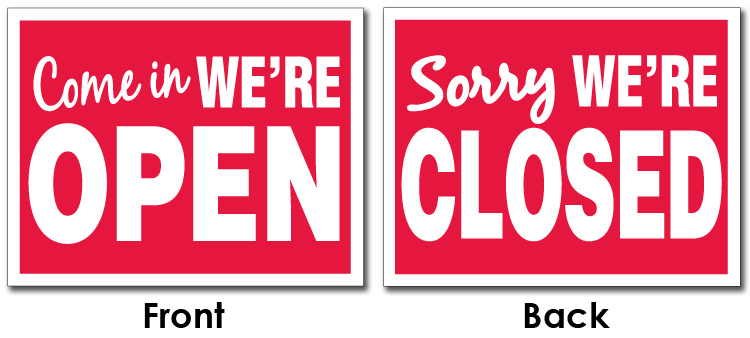 Come in WE'RE
OPEN
Front
Sorry WE'RE
CLOSED
Back